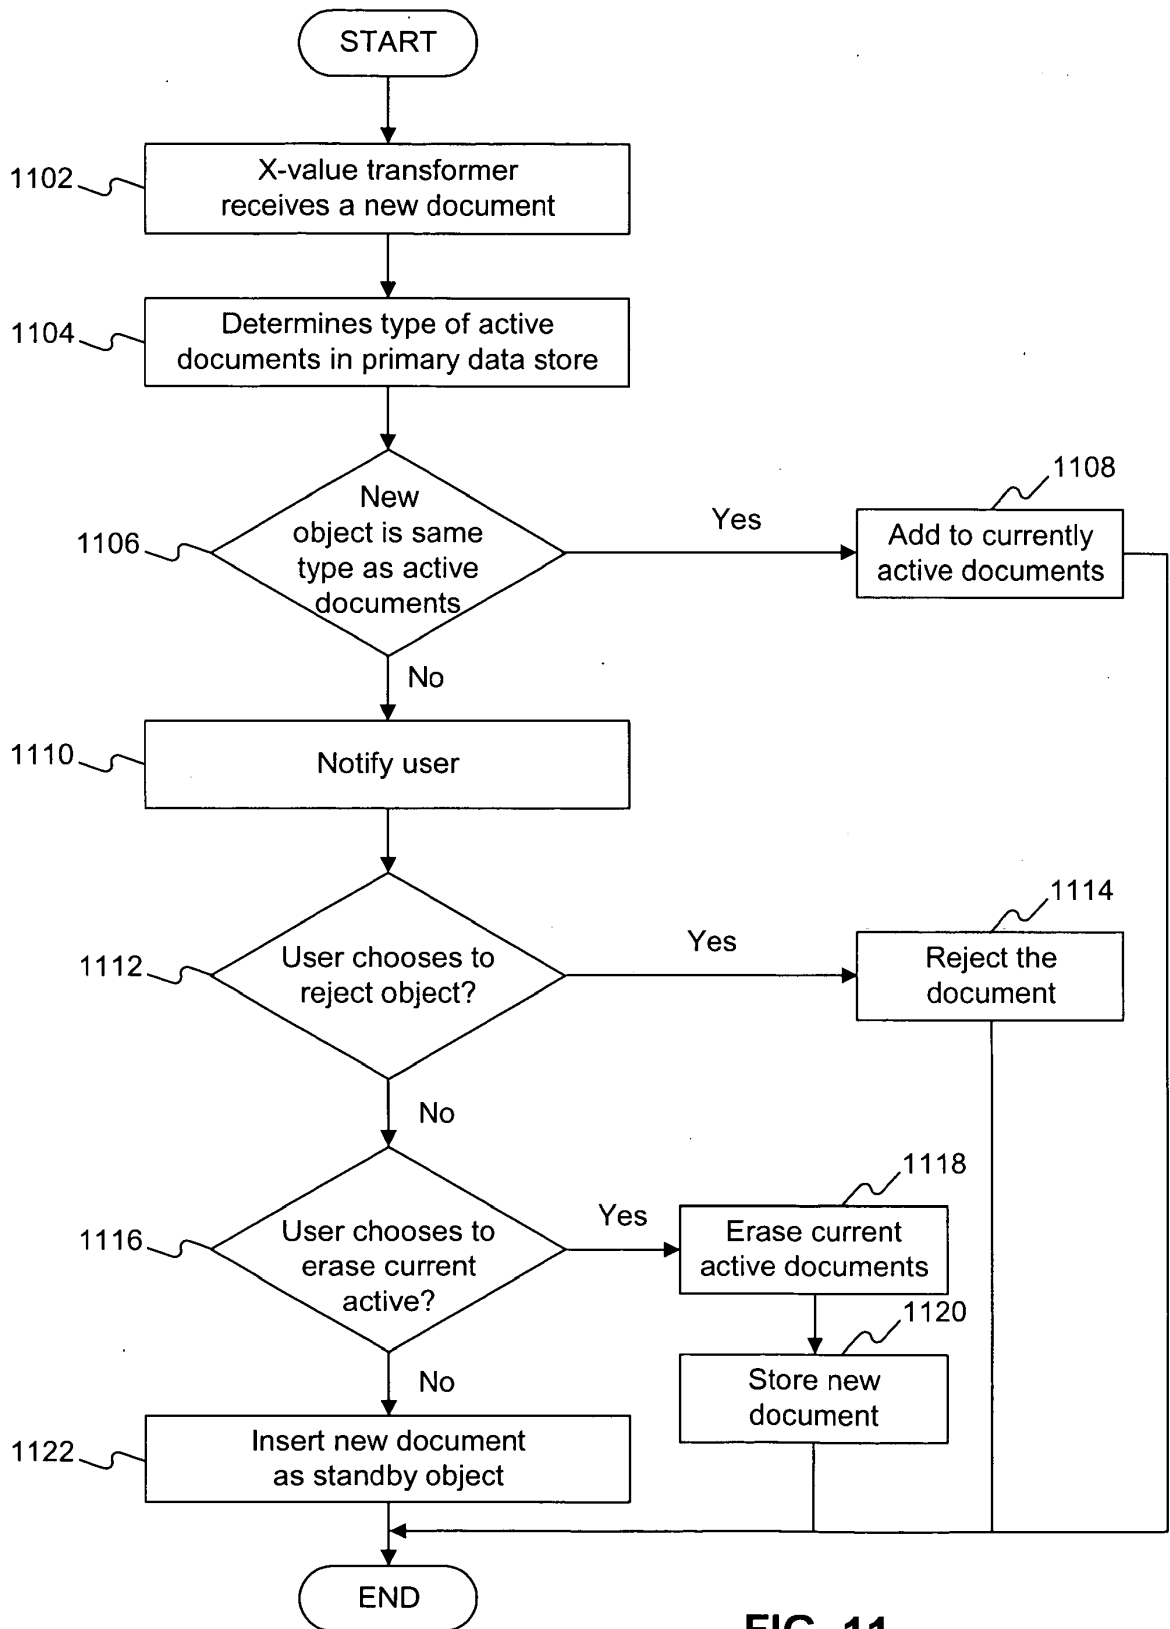 START
1102
X-value transformer
receives a new document
1104
Determines type of active
documents in primary data store
1106
New
object is same
type as active
documents
Yes
1108
Add to currently
active documents
No
1110
Notify user
1112
User chooses to
reject object?
Yes
1114
Reject the
document
No
1116
User chooses to
erase current
active?
Yes
1118
Erase current
active documents
1120
Store new
document
No
1122
Insert new document
as standby object
END
FIG. 11